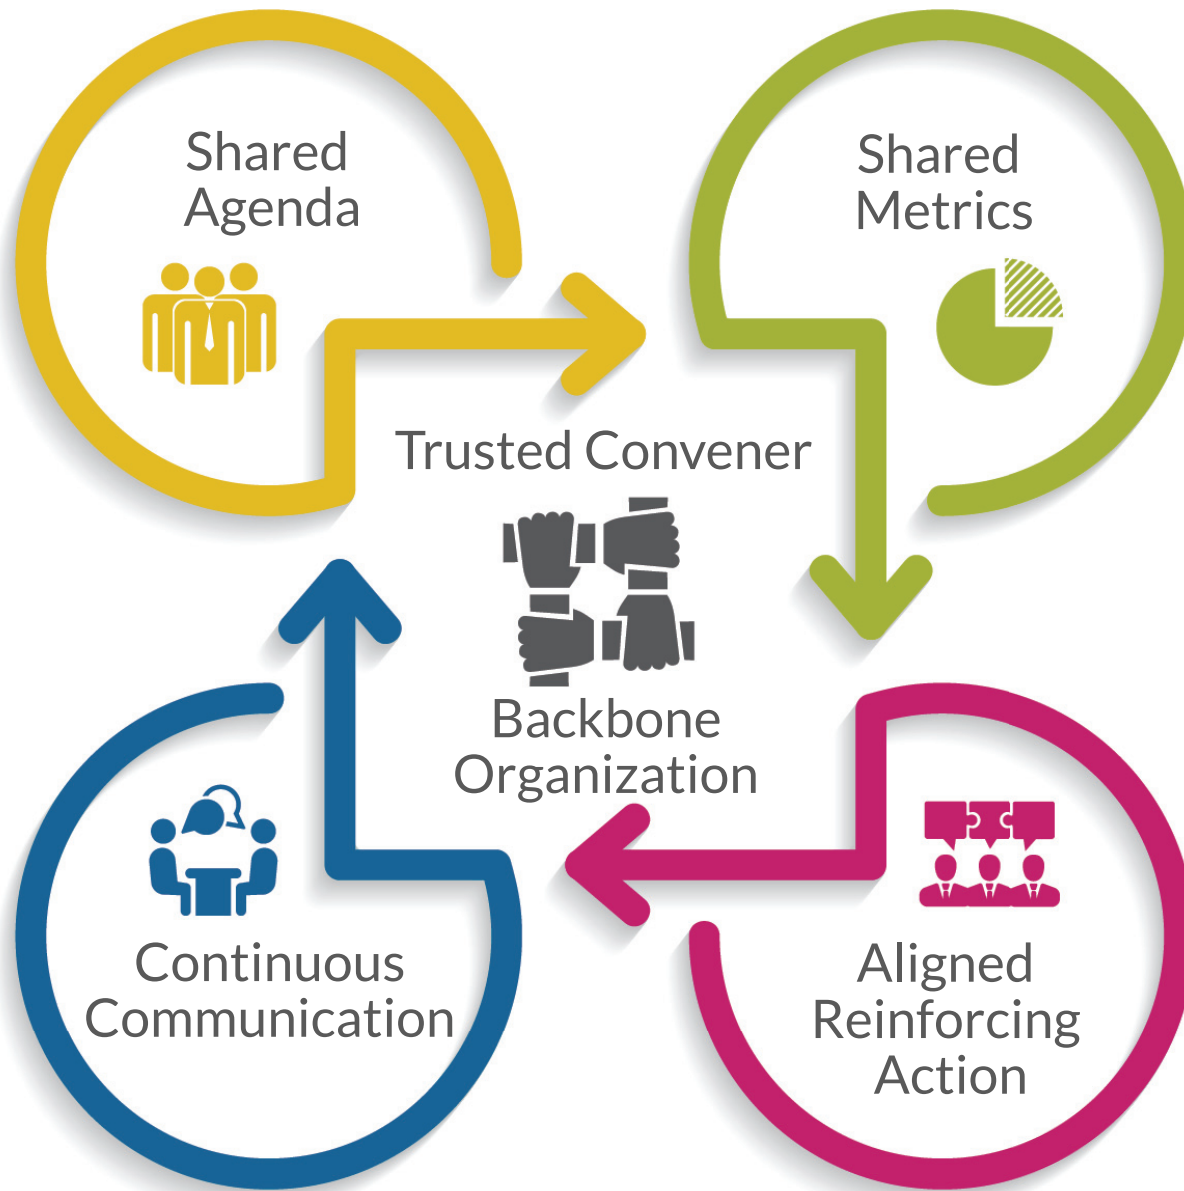 Shared
Agenda
Shared
Metrics
Trusted Convener
Backbone
Organization
Continuous
Communication
Aligned
Reinforcing
Action